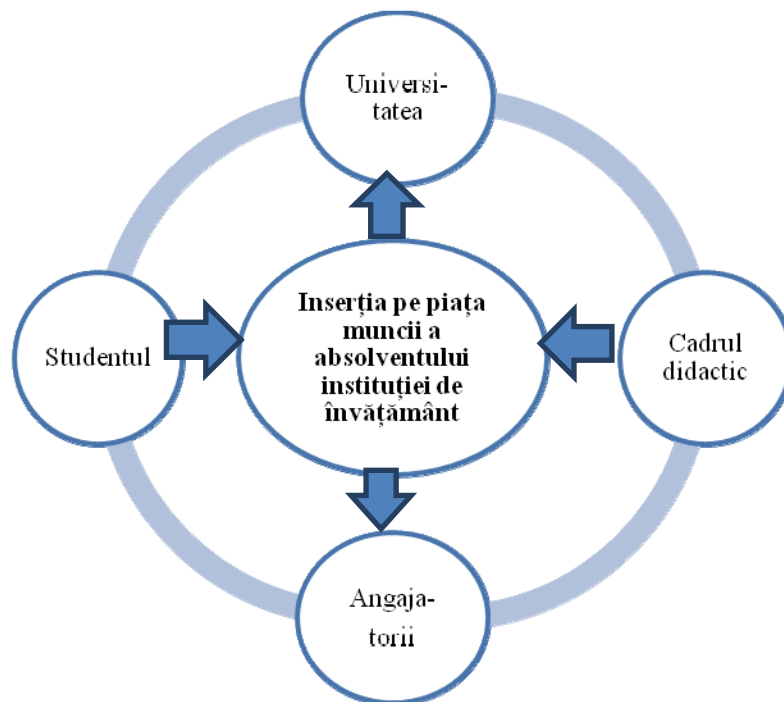 Universi-
tatea
Studentul
Inserția pe piața
muncii a
absolventului
instituției de
învățământ
Cadrul
didactic
Angaja-
torii